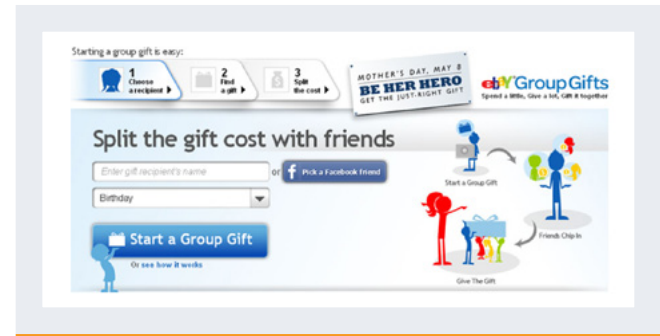 Starting a group gift is easy:
1
Choose
a recipient
2
Find
a gift
3
Split
the cost
MOTHER'S DAY, MAY 8
BE HER HERO
GET THE JUST-RIGHT GIFT
ebY Group Gifts
Spend a little, Give a lot, Gift it together
Split the gift cost with friends
Enter gift recipient's name
or
f Pick a Facebook friend
Birthday
Start a Group Gift
Or see how it works
Start a Group Gift
Friends Chip In
Give The Gift